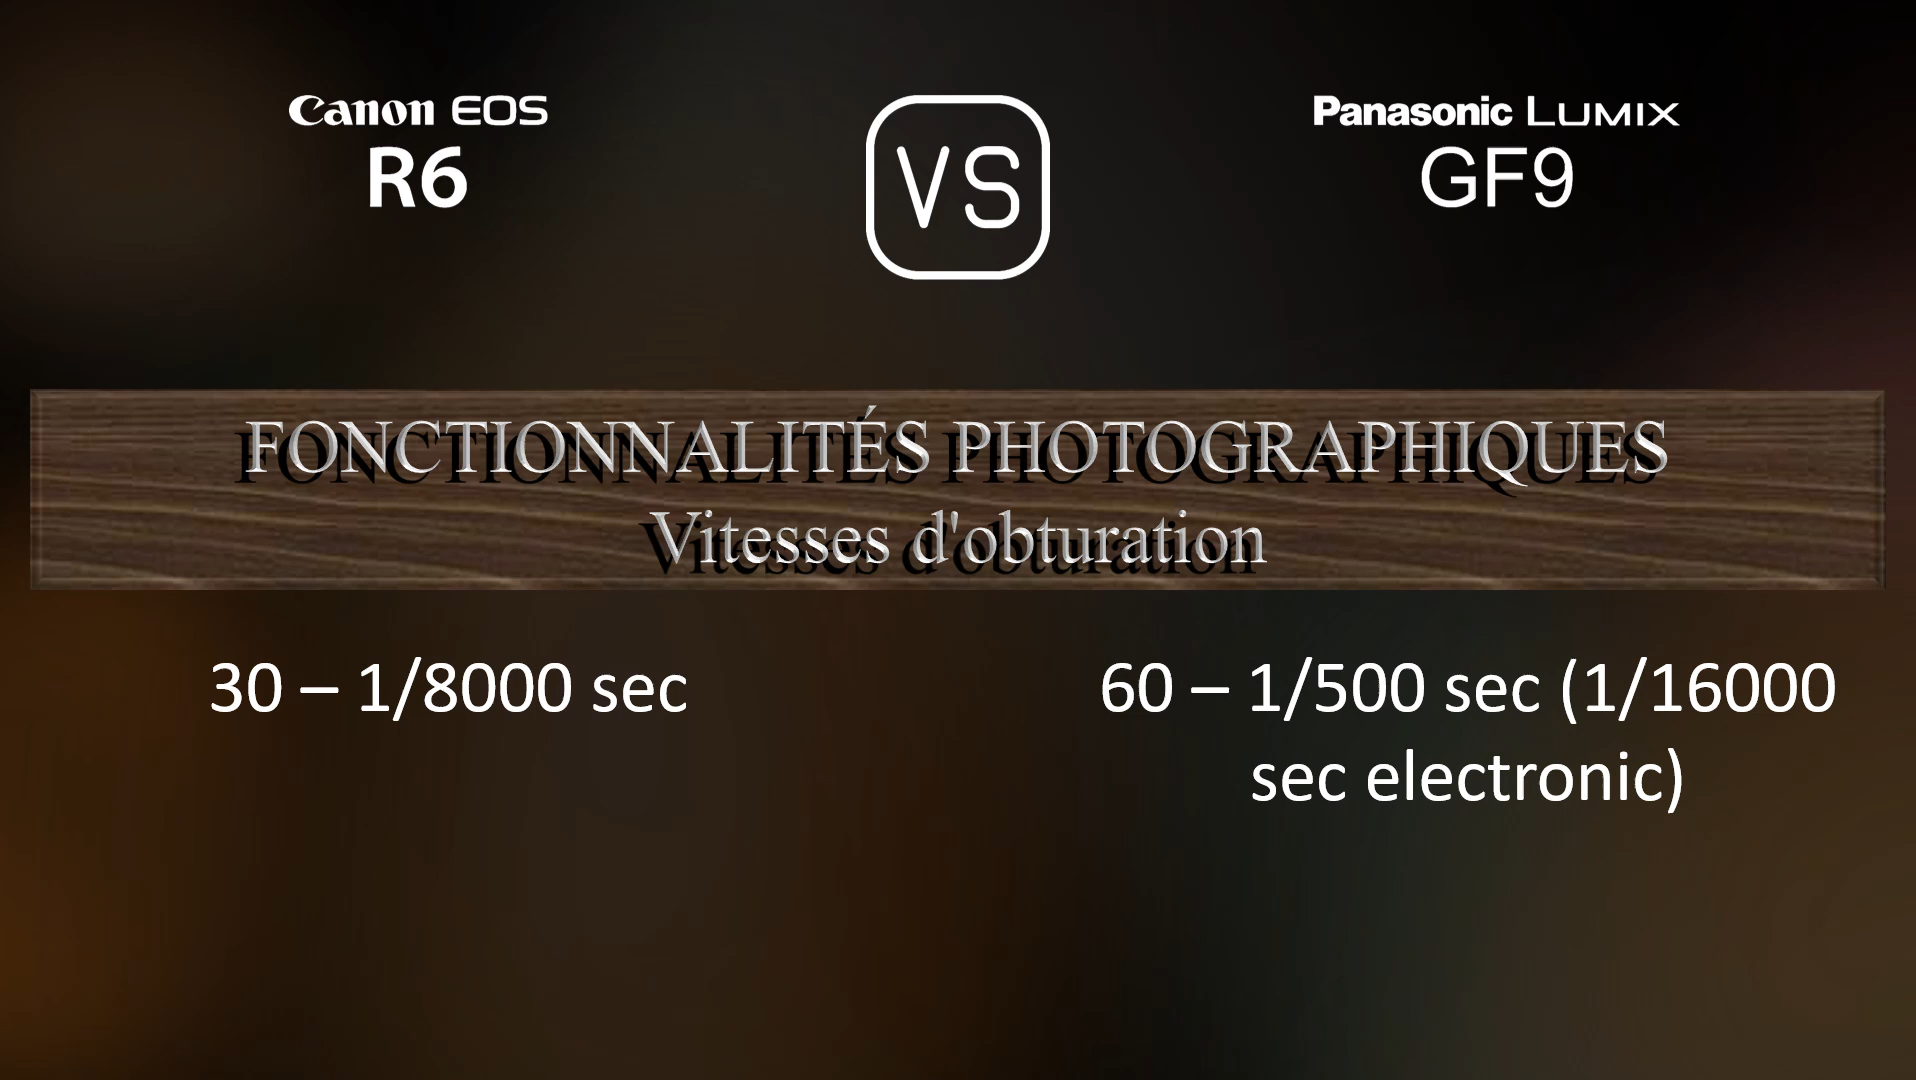 Canon EOS
R6
VS
Panasonic LUMIX
GF9
FONCTIONNALITÉS PHOTOGRAPHIQUES
Vitesses d'obturation
30 – 1/8000 sec
60 – 1/500 sec (1/16000
sec electronic)